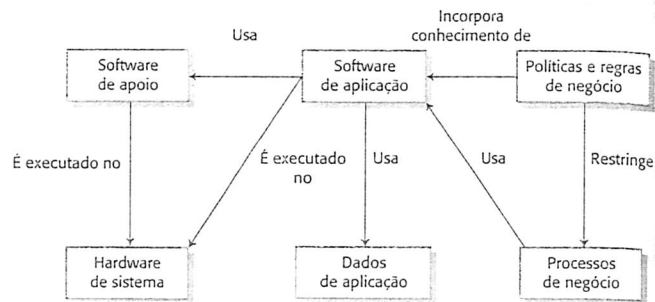 Incorpora
conhecimento de
Usa
Software
de apoio
Software
de aplicação
Políticas e regras
de negócio
É executado no
É executado
no
Usa
Usa
Restringe
Hardware
de sistema
Dados
de aplicação
Processos
de negócio